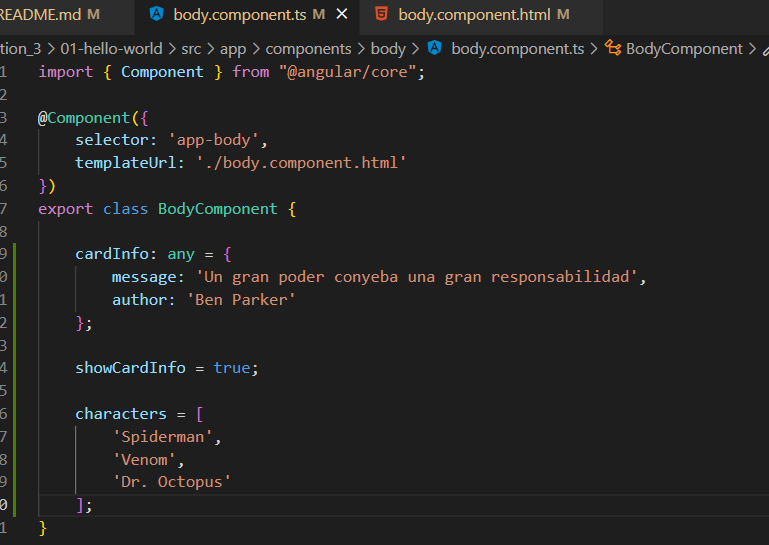 README.md M body.component.ts M body.component.html M
tion_3 > 01-hello-world > src > app > components > body > body.component.ts > BodyComponent >
1 import { Component } from "@angular/core";
2
3 @Component({
4     selector: 'app-body',
5     templateUrl: './body.component.html'
6 })
7 export class BodyComponent {
8
9     cardInfo: any = {
0         message: 'Un gran poder conyeba una gran responsabilidad',
1         author: 'Ben Parker'
2     };
3
4     showCardInfo = true;
5
6     characters = [
7         'Spiderman',
8         'Venom',
9         'Dr. Octopus'
0     ];
1 }